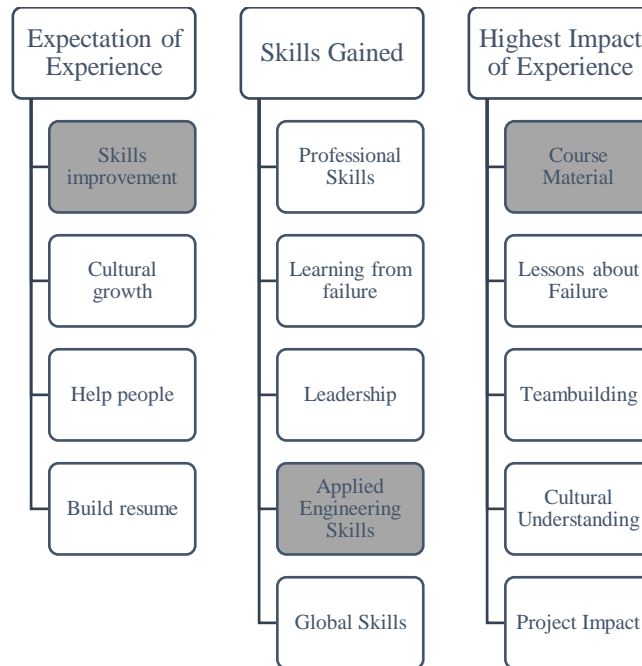 Expectation of
Experience
Skills
improvement
Cultural
growth
Help people
Build resume
Skills Gained
Professional
Skills
Learning from
failure
Leadership
Applied
Engineering
Skills
Global Skills
Highest Impact
of Experience
Course
Material
Lessons about
Failure
Teambuilding
Cultural
Understanding
Project Impact